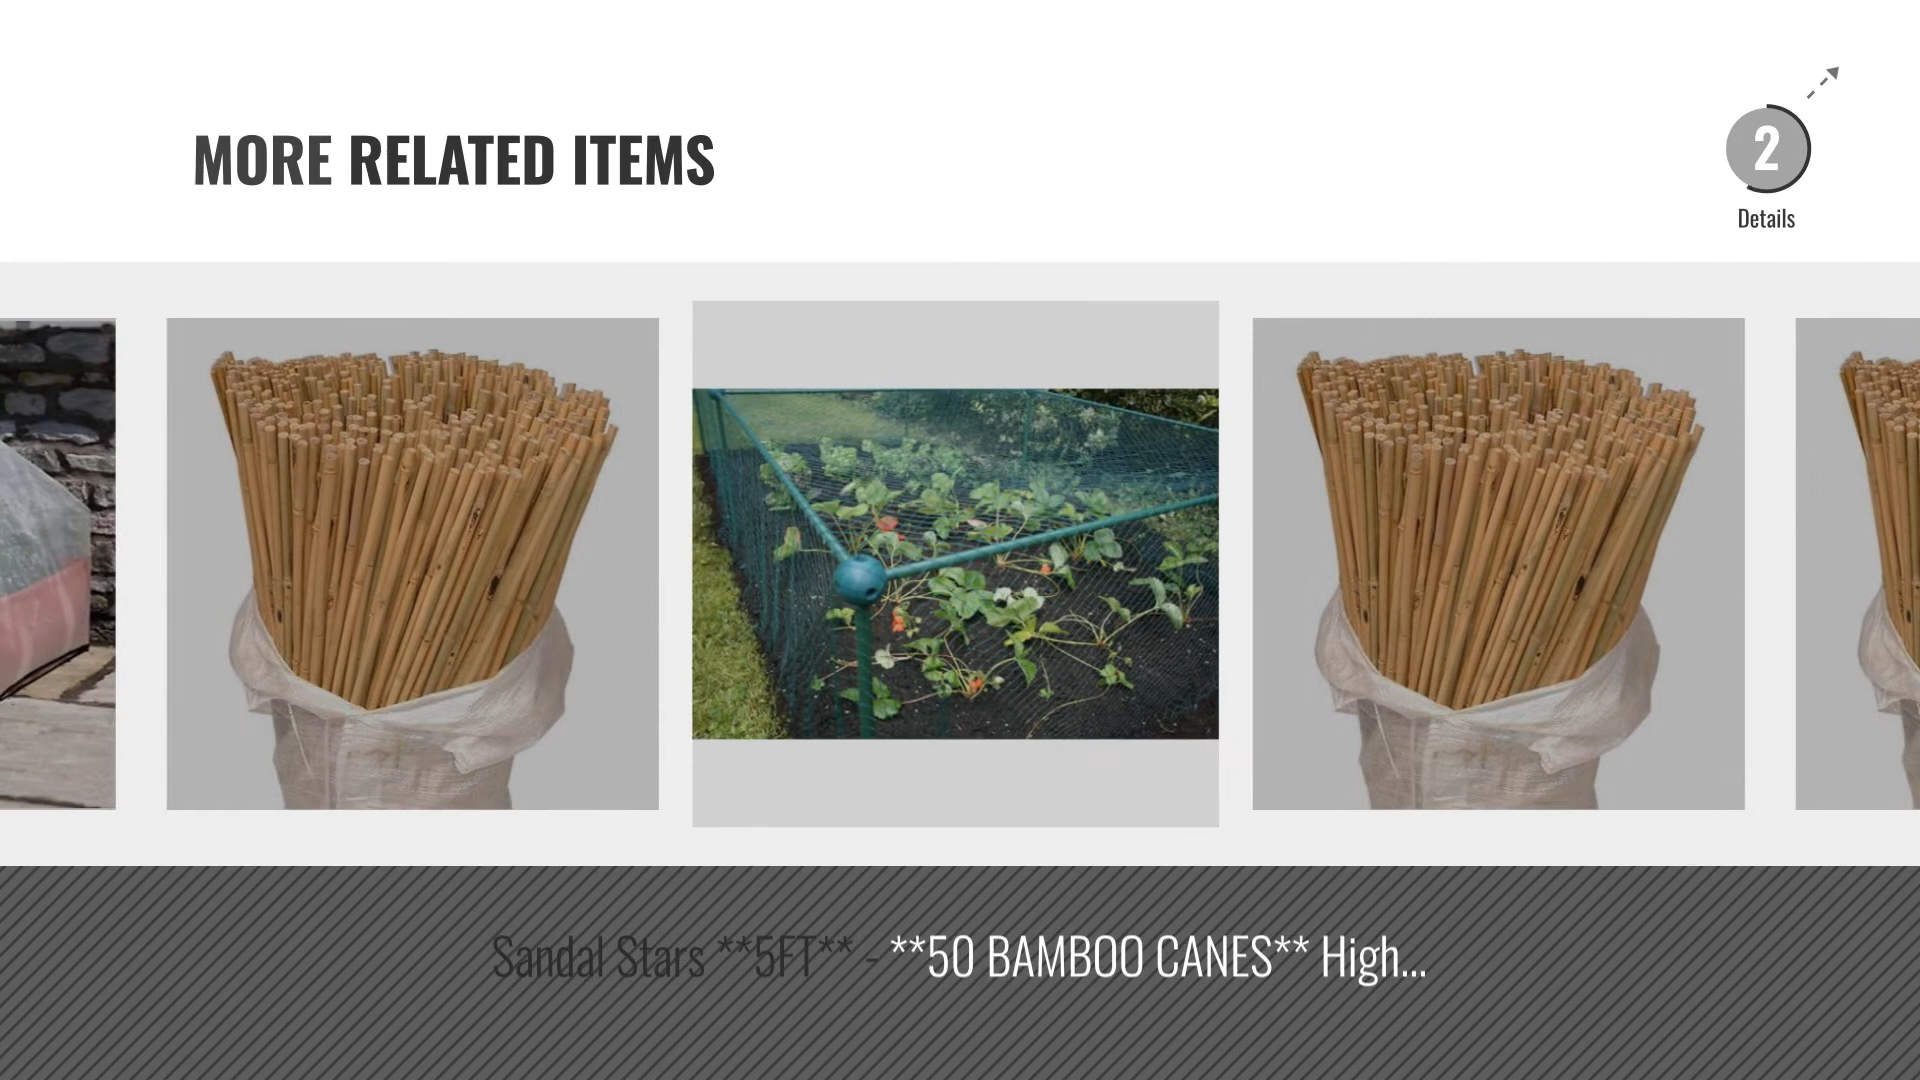 MORE RELATED ITEMS
2
Details
Sandal Stars **5FT** - **50 BAMBOO CANES** High...